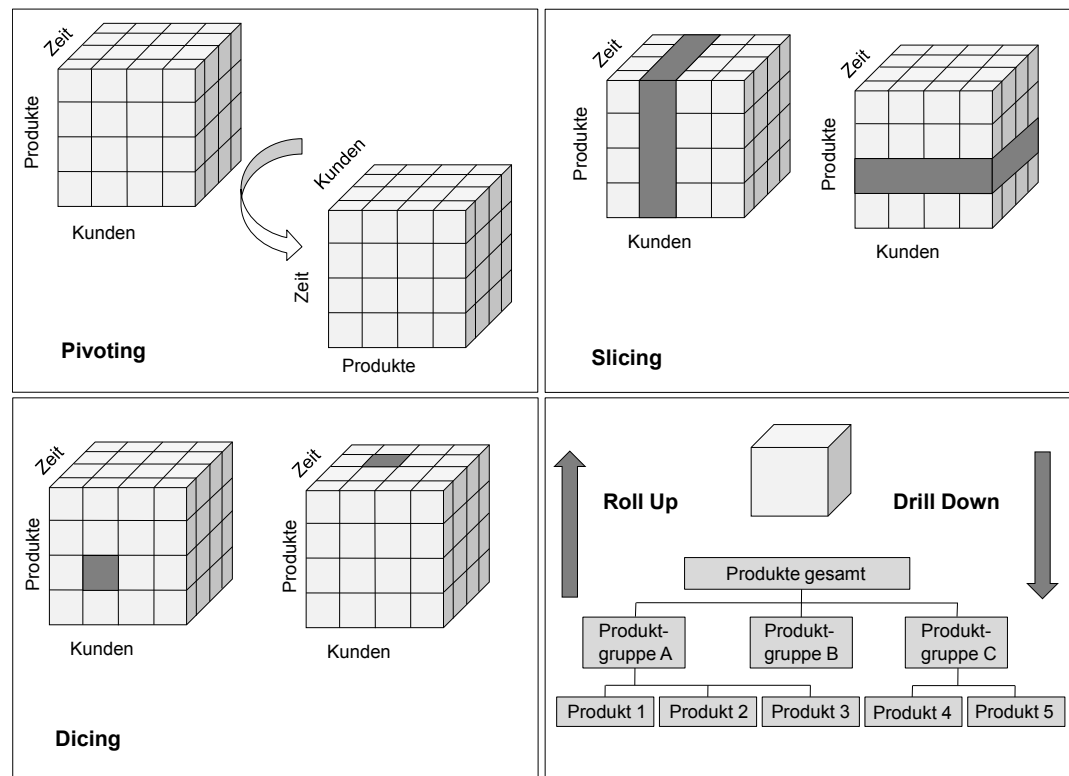 Zeit
Produkte
Kunden
Kunden
Zeit
Produkte
Pivoting
Zeit
Produkte
Kunden
Zeit
Produkte
Kunden
Slicing
Zeit
Produkte
Kunden
Zeit
Produkte
Kunden
Dicing
Roll Up
Drill Down
Produkte gesamt
Produkt-
gruppe A
Produkt-
gruppe B
Produkt-
gruppe C
Produkt 1
Produkt 2
Produkt 3
Produkt 4
Produkt 5